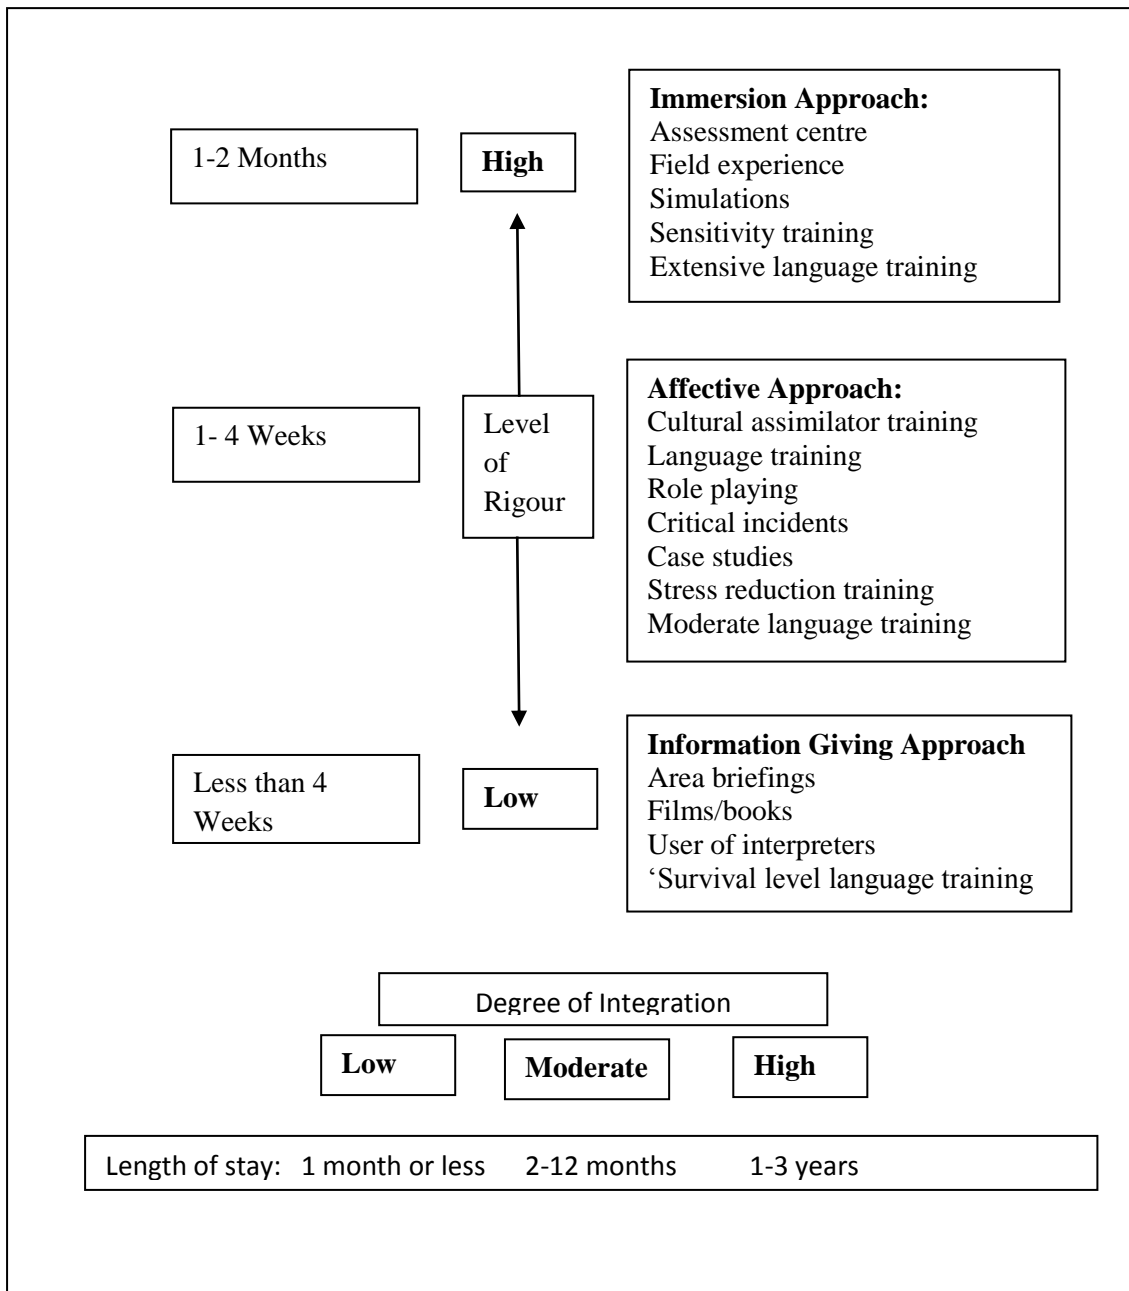 1-2 Months
High
Immersion Approach:
Assessment centre
Field experience
Simulations
Sensitivity training
Extensive language training
1- 4 Weeks
Level
of
Rigour
Affective Approach:
Cultural assimilator training
Language training
Role playing
Critical incidents
Case studies
Stress reduction training
Moderate language training
Less than 4
Weeks
Low
Information Giving Approach
Area briefings
Films/books
User of interpreters
‘Survival level language training
Degree of Integration
Low Moderate High
Length of stay: 1 month or less 2-12 months 1-3 years